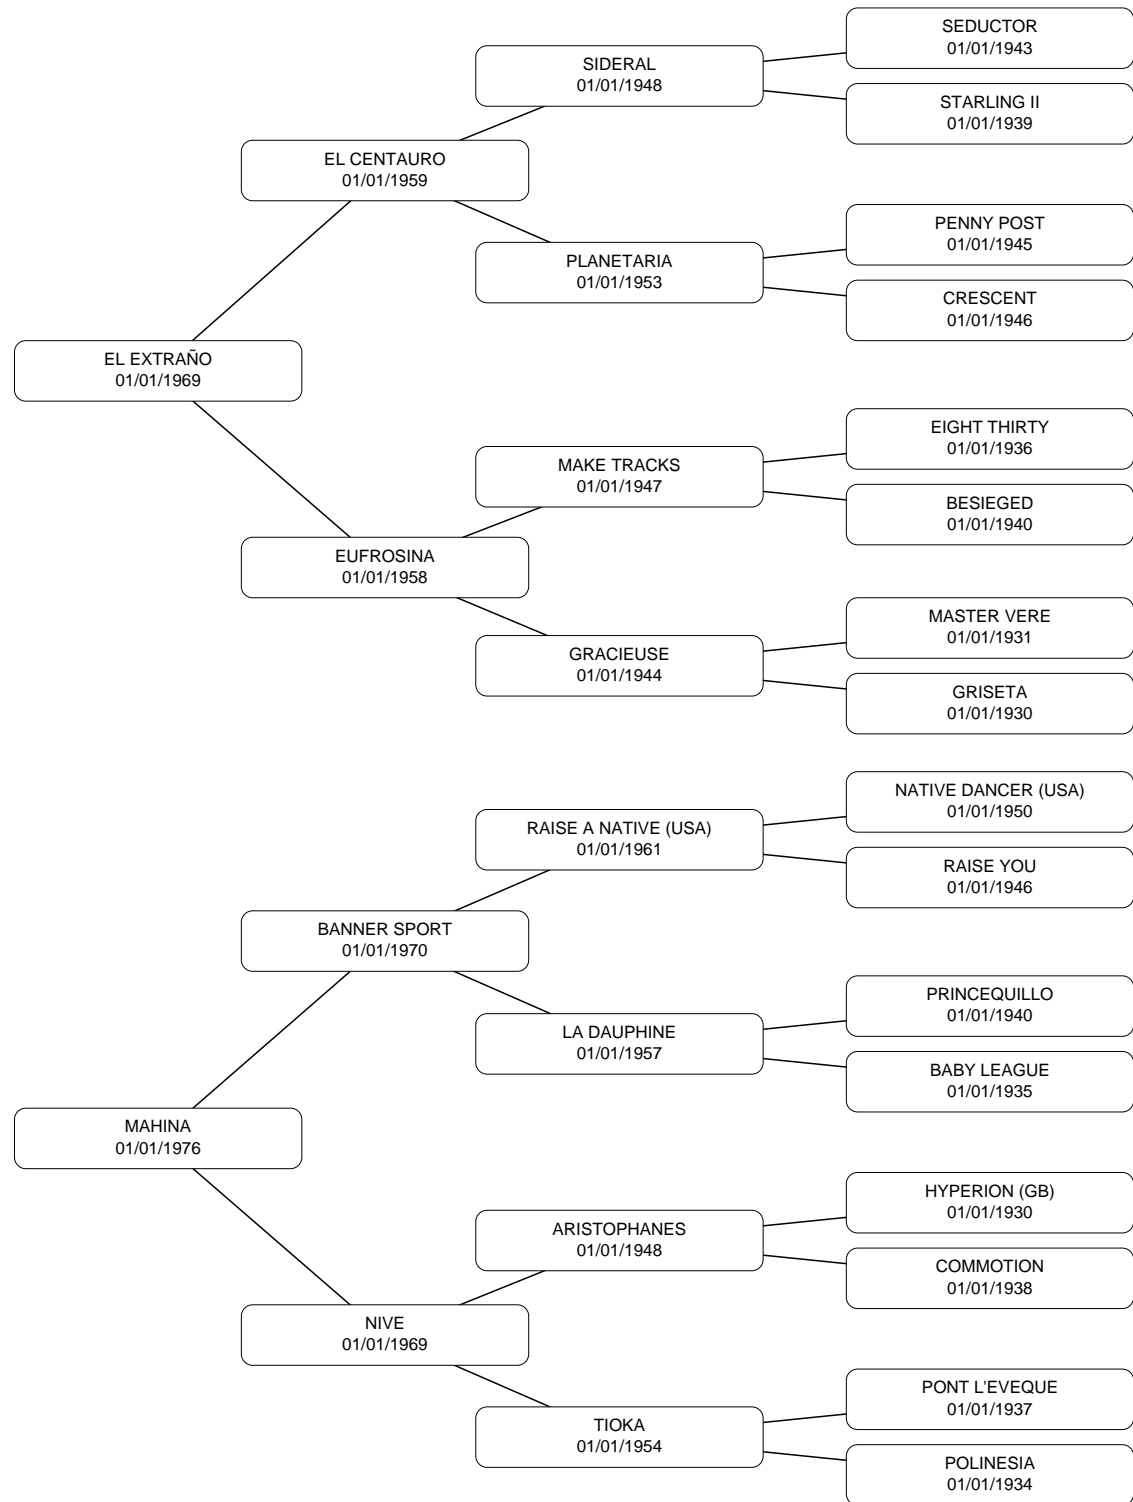 SEDUCTOR
01/01/1943
SIDERAL
01/01/1948
STARLING II
01/01/1939
EL CENTAURO
01/01/1959
PENNY POST
01/01/1945
PLANETARIA
01/01/1953
CRESCENT
01/01/1946
EL EXTRAÑO
01/01/1969
EIGHT THIRTY
01/01/1936
MAKE TRACKS
01/01/1947
BESIEGED
01/01/1940
EUFROSINA
01/01/1958
MASTER VERE
01/01/1931
GRACIEUSE
01/01/1944
GRISETA
01/01/1930
NATIVE DANCER (USA)
01/01/1950
RAISE A NATIVE (USA)
01/01/1961
RAISE YOU
01/01/1946
BANNER SPORT
01/01/1970
PRINCEQUILLO
01/01/1940
LA DAUPHINE
01/01/1957
BABY LEAGUE
01/01/1935
MAHINA
01/01/1976
HYPERION (GB)
01/01/1930
ARISTOPHANES
01/01/1948
COMMOTION
01/01/1938
NIVE
01/01/1969
PONT L'EVEQUE
01/01/1937
TIOKA
01/01/1954
POLINESIA
01/01/1934